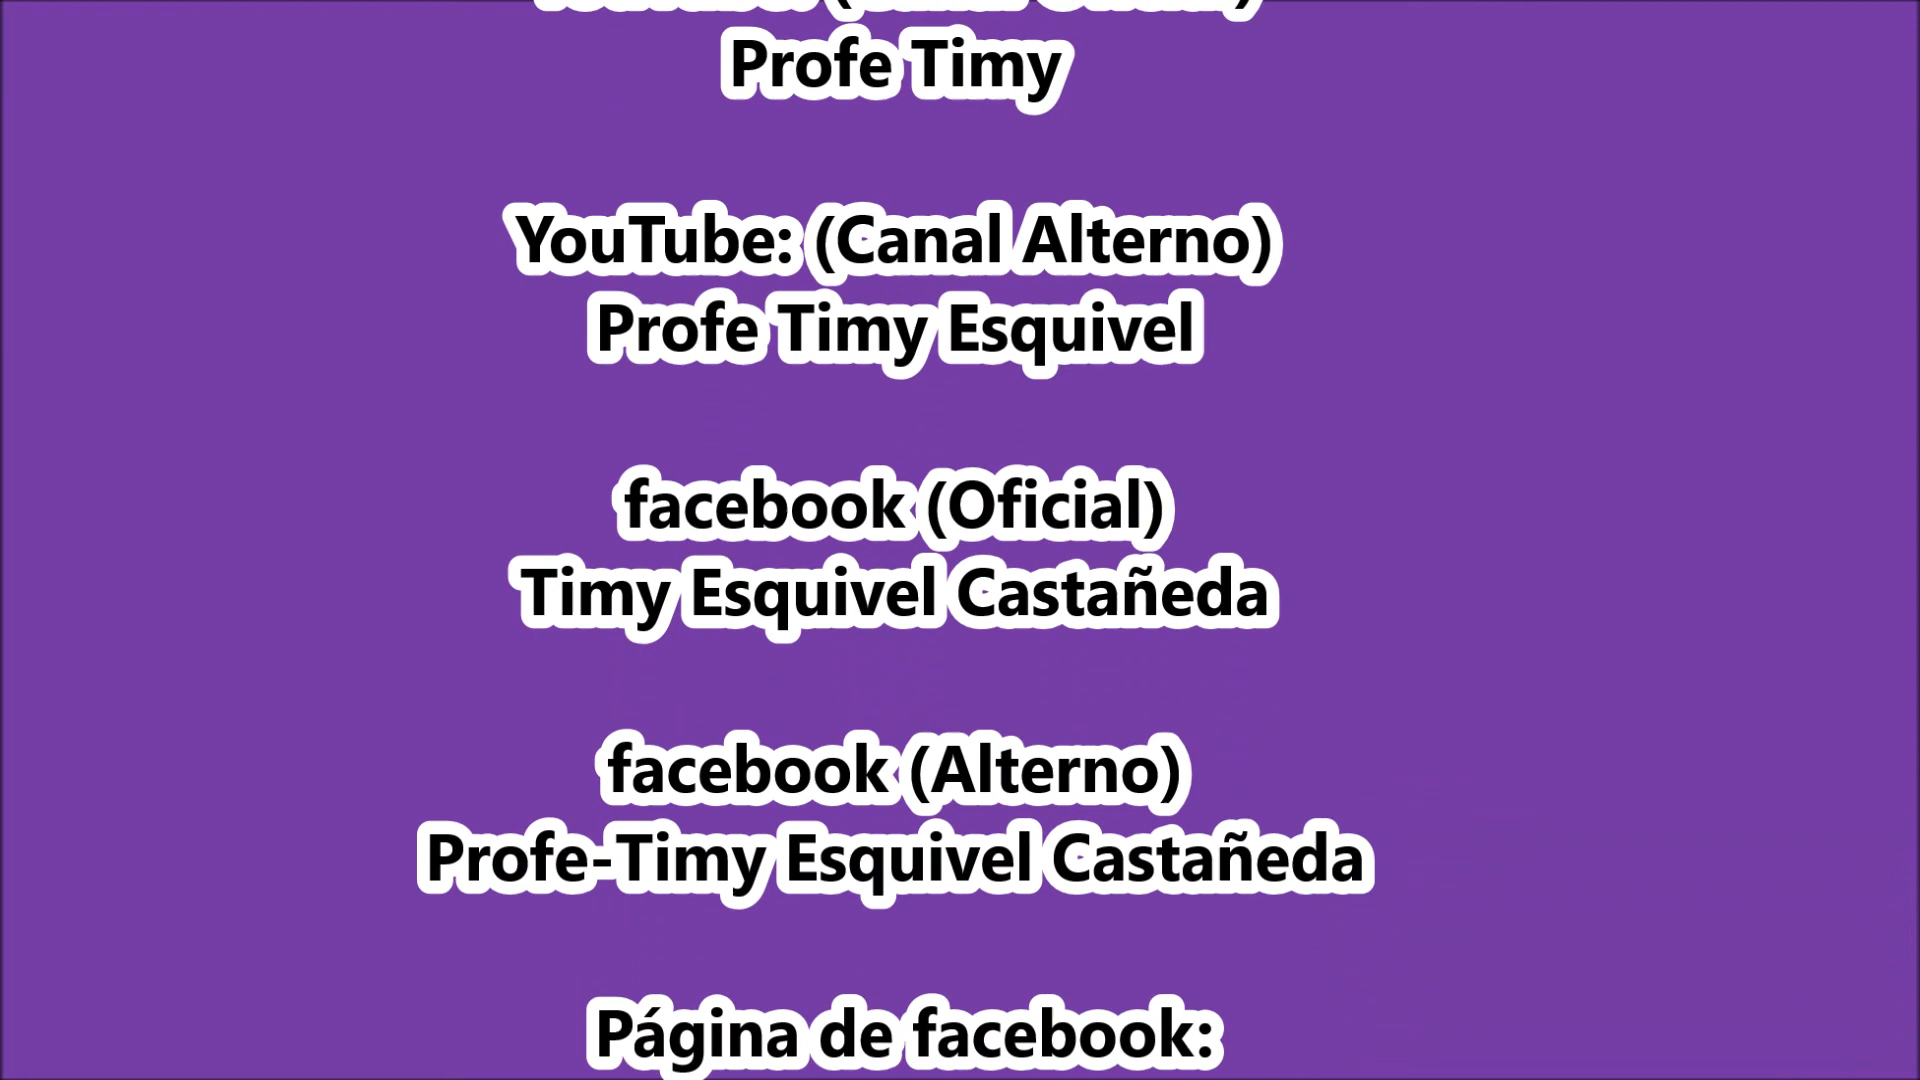 Profe Timy
YouTube: (Canal Alterno)
Profe Timy Esquivel
facebook (Oficial)
Timy Esquivel Castañeda
facebook (Alterno)
Profe-Timy Esquivel Castañeda
Página de facebook: